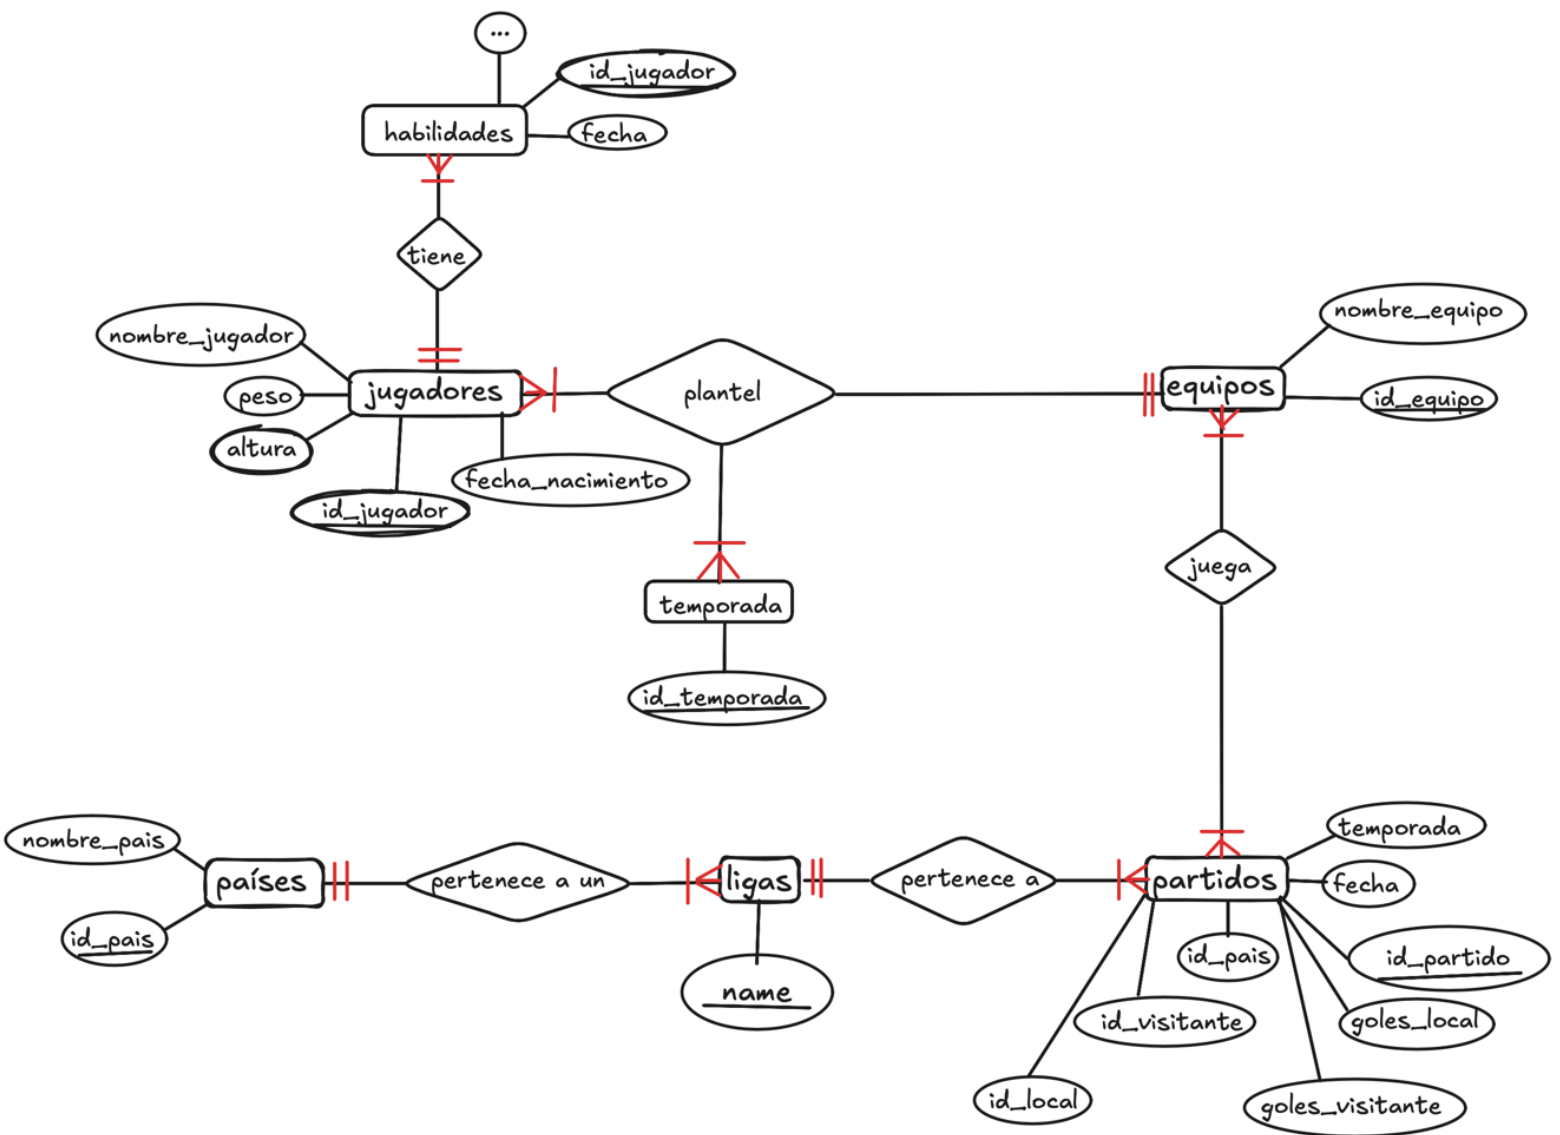 ...
id_jugador
habilidades
fecha
tiene
nombre_jugador
peso
jugadores
altura
id_jugador
fecha_nacimiento
plantel
equipos
nombre_equipo
id_equipo
juega
temporada
id_temporada
nombre_pais
países
id_pais
pertenece a un
ligas
name
pertenece a
partidos
temporada
fecha
id_pais
id_partido
id_visitante
goles_local
id_local
goles_visitante